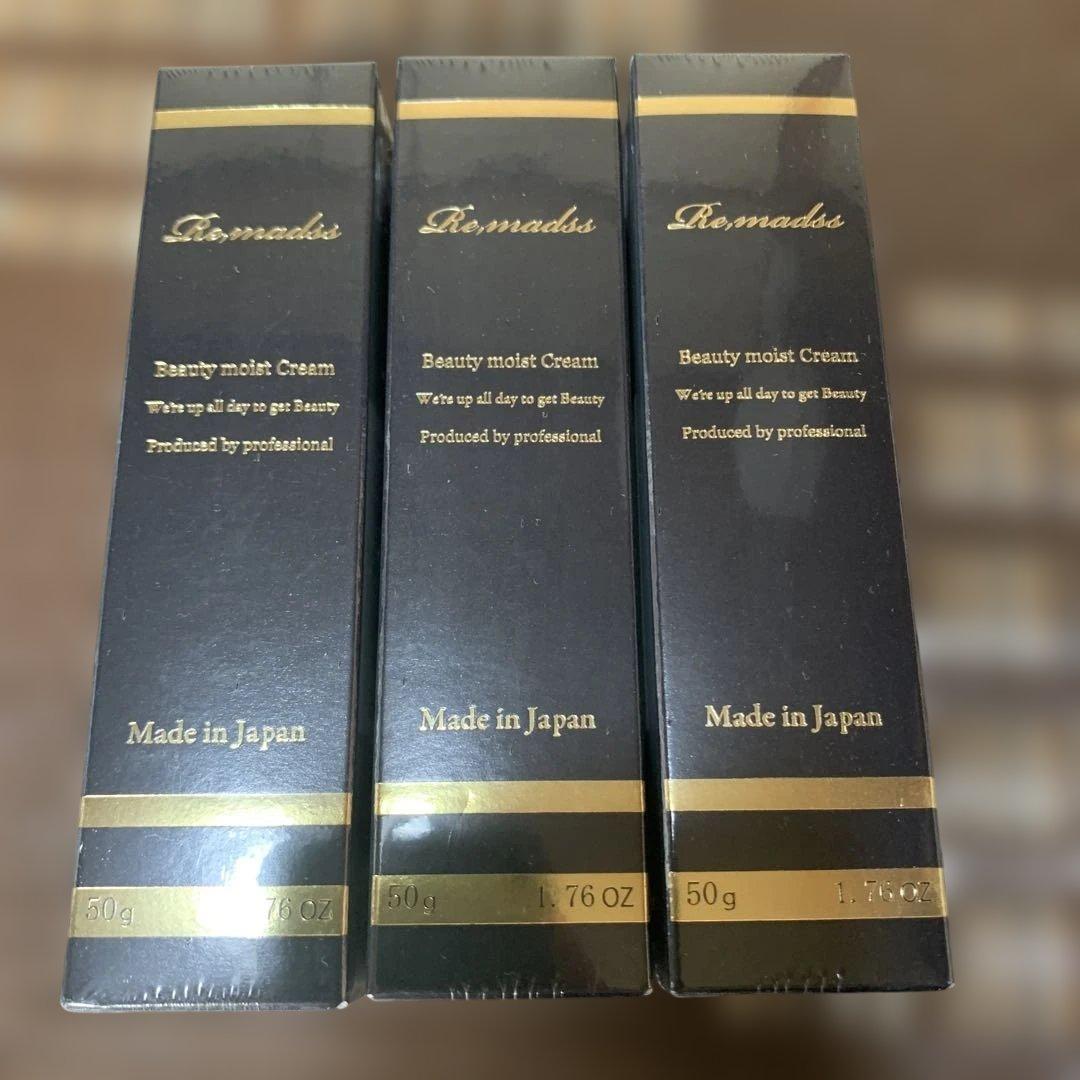 Re,madss
Beauty moist Cream
We're up all day to get Beauty
Produced by professional
Made in Japan
50g 76 OZ
Re,madss
Beauty moist Cream
We're up all day to get Beauty
Produced by professional
Made in Japan
50g 1.76 OZ
Re,madss
Beauty moist Cream
We're up all day to get Beauty
Produced by professional
Made in Japan
50g 1.76 OZ